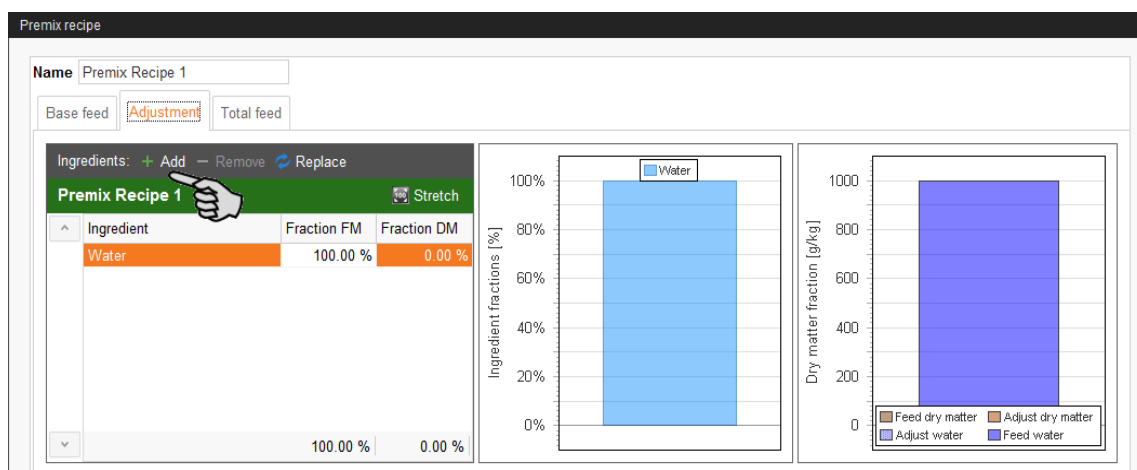 Premix recipe
Name Premix Recipe 1
Base feed Adjustment Total feed
Ingredients: + Add − Remove Replace
Premix Recipe 1 100 Stretch
Ingredient Fraction FM Fraction DM
Water 100.00 % 0.00 %
100.00 % 0.00 %
Ingredient fractions [%]
100%
80%
60%
40%
20%
0%
Water
Dry matter fraction [g/kg]
1000
800
600
400
200
0
Feed dry matter Adjust dry matter
Adjust water Feed water